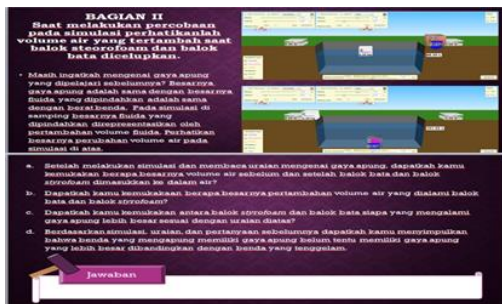 BAGIAN II
Saat melakukan percobaan
pada simulasi perhatikanlah
volume air yang tertambah saat
balok steorofoam dan balok
bata dicelupkan.
• Masih ingatkah mengenai gaya apung
yang dipelajari sebelumnya? Besarnya
gaya apung adalah sama dengan besarnya
fluida yang dipindahkan adalah sama
dengan berat benda. Pada simulasi di
samping besarnya fluida yang
dipindahkan direpresentasikan oleh
pertambahan volume fluida. Perhatikan
besarnya perubahan volume air pada
simulasi di atas.
a. Setelah melakukan simulasi dan membaca uraian mengenai gaya apung, dapatkah kamu
kemukakan berapa besarnya volume air sebelum dan setelah balok bata dan balok
styrofoam dimasukkan ke dalam air?
b. Dapatkah kamu kemukakaan berapa besarnya pertambahan volume air yang dialami balok
bata dan balok styrofoam?
c. Dapatkah kamu kemukakan antara balok styrofoam dan balok bata siapa yang mengalami
gaya apung lebih besar sesuai dengan uraian diatas?
d. Berdasarkan simulasi, uraian, dan pertanyaan sebelumnya dapatkah kamu menyimpulkan
bahwa benda yang mengapung memiliki gaya apung belum tentu memiliki gaya apung
yang lebih besar dibandingkan dengan benda yang tenggelam.
Jawaban